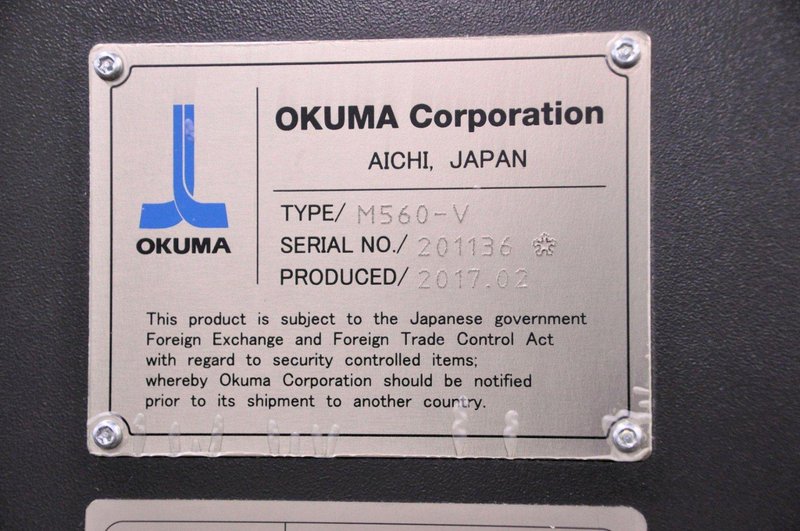 OKUMA Corporation
AICHI, JAPAN
OKUMA
TYPE/ M560-V
SERIAL NO./ 201136
PRODUCED/ 2017.02
This product is subject to the Japanese government
Foreign Exchange and Foreign Trade Control Act
with regard to security controlled items;
whereby Okuma Corporation should be notified
prior to its shipment to another country.